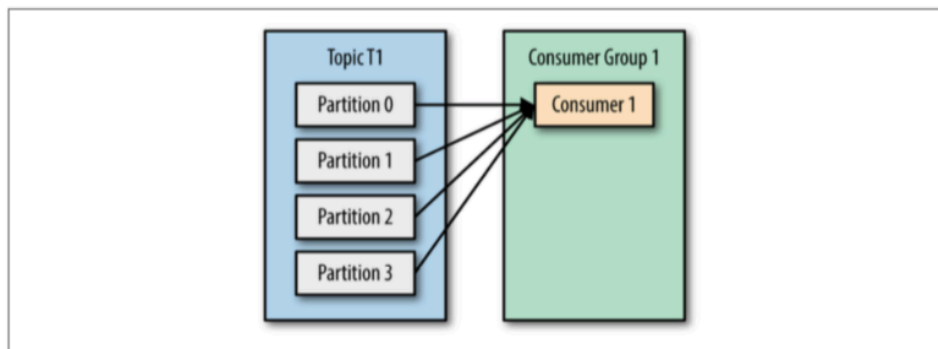 Topic T1
Partition 0
Partition 1
Partition 2
Partition 3
Consumer Group 1
Consumer 1